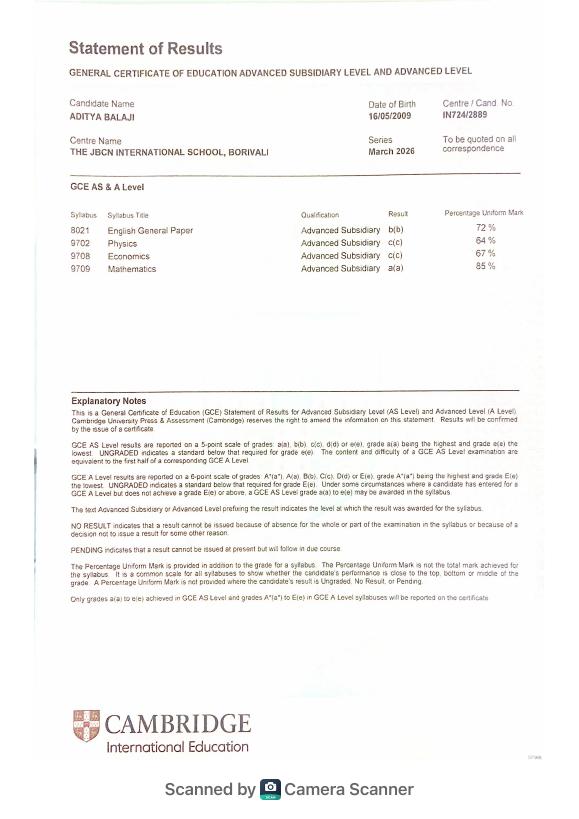 Statement of Results
GENERAL CERTIFICATE OF EDUCATION ADVANCED SUBSIDIARY LEVEL AND ADVANCED LEVEL
Candidate Name
ADITYA BALAJI
Date of Birth
16/05/2009
Centre / Cand. No.
IN724/2889
Centre Name
THE JBCN INTERNATIONAL SCHOOL, BORIVALI
Series
March 2026
To be quoted on all
correspondence
GCE AS & A Level
Syllabus Syllabus Title Qualification Result Percentage Uniform Mark
8021 English General Paper Advanced Subsidiary b(b) 72 %
9702 Physics Advanced Subsidiary c(c) 64 %
9708 Economics Advanced Subsidiary c(c) 67 %
9709 Mathematics Advanced Subsidiary a(a) 85 %
Explanatory Notes
This is a General Certificate of Education (GCE) Statement of Results for Advanced Subsidiary Level (AS Level) and Advanced Level (A Level).
Cambridge University Press & Assessment (Cambridge) reserves the right to amend the information on this statement. Results will be confirmed
by the issue of a certificate.
GCE AS Level results are reported on a 5-point scale of grades: a(a), b(b), c(c), d(d) or e(e), grade a(a) being the highest and grade e(e) the
lowest. UNGRADED indicates a standard below that required for grade e(e). The content and difficulty of a GCE AS Level examination are
equivalent to the first half of a corresponding GCE A Level.
GCE A Level results are reported on a 6-point scale of grades: A*(a*), A(a), B(b), C(c), D(d) or E(e), grade A*(a*) being the highest and grade E(e)
the lowest. UNGRADED indicates a standard below that required for grade E(e). Under some circumstances where a candidate has entered for
a GCE A Level but does not achieve a grade E(e) or above, a GCE AS Level grade a(a) to e(e) may be awarded in the syllabus.
The text Advanced Subsidiary or Advanced Level prefixing the result indicates the level at which the result was awarded for the syllabus.
NO RESULT indicates that a result cannot be issued because of absence for the whole or part of the examination in the syllabus or because of a
decision not to issue a result for some other reason.
PENDING indicates that a result cannot be issued at present but will follow in due course.
The Percentage Uniform Mark is provided in addition to the grade for a syllabus. The Percentage Uniform Mark is not the total mark achieved for
the syllabus. It is a common scale for all syllabuses to show whether the candidate's performance is close to the top, bottom or middle of the
grade. A Percentage Uniform Mark is not provided where the candidate's result is Ungraded, No Result, or Pending.
Only grades a(a) to e(e) achieved in GCE AS Level and grades A*(a*) to E(e) in GCE A Level syllabuses will be reported on the certificate
CAMBRIDGE
International Education
Scanned by Camera Scanner